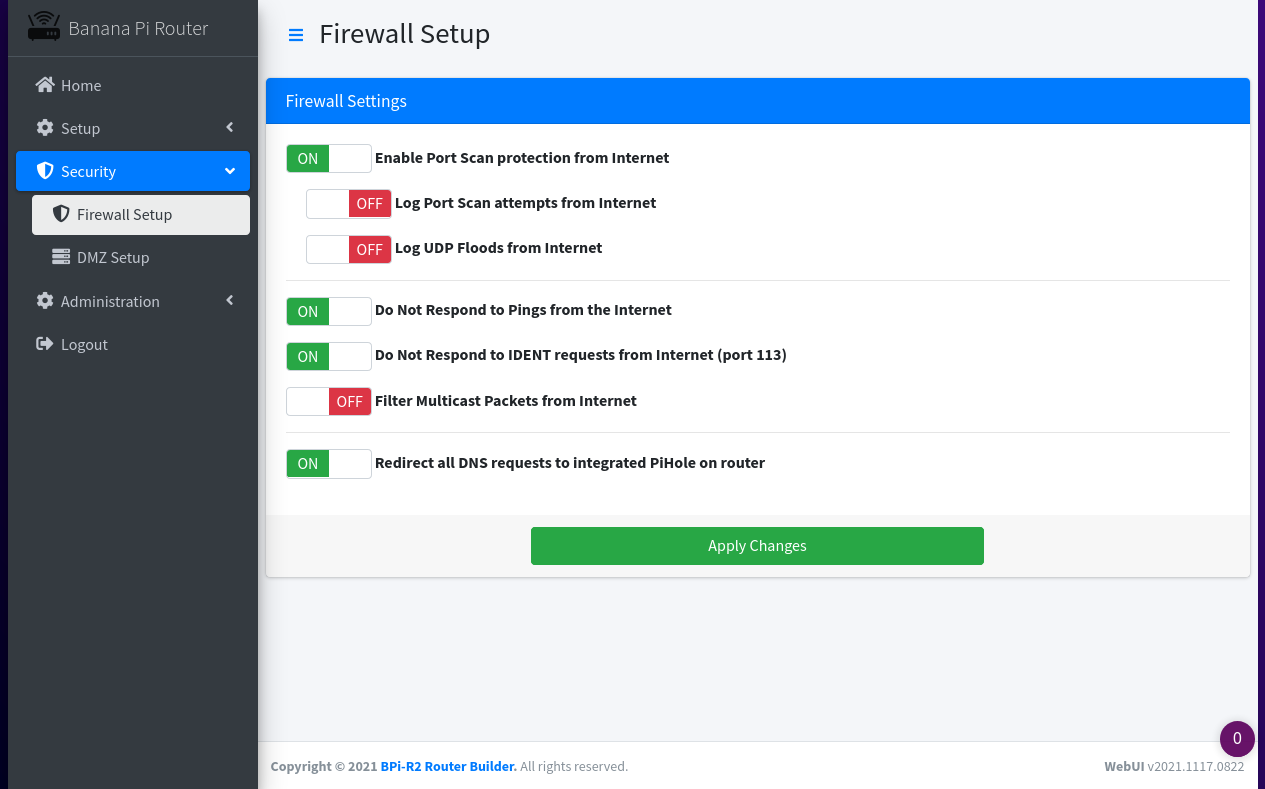 Banana Pi Router
Home
Setup
Security
Firewall Setup
DMZ Setup
Administration
Logout
Firewall Setup
Firewall Settings
ON Enable Port Scan protection from Internet
OFF Log Port Scan attempts from Internet
OFF Log UDP Floods from Internet
ON Do Not Respond to Pings from the Internet
ON Do Not Respond to IDENT requests from Internet (port 113)
OFF Filter Multicast Packets from Internet
ON Redirect all DNS requests to integrated PiHole on router
Apply Changes
0
Copyright © 2021 BPi-R2 Router Builder. All rights reserved.
WebUI v2021.1117.0822